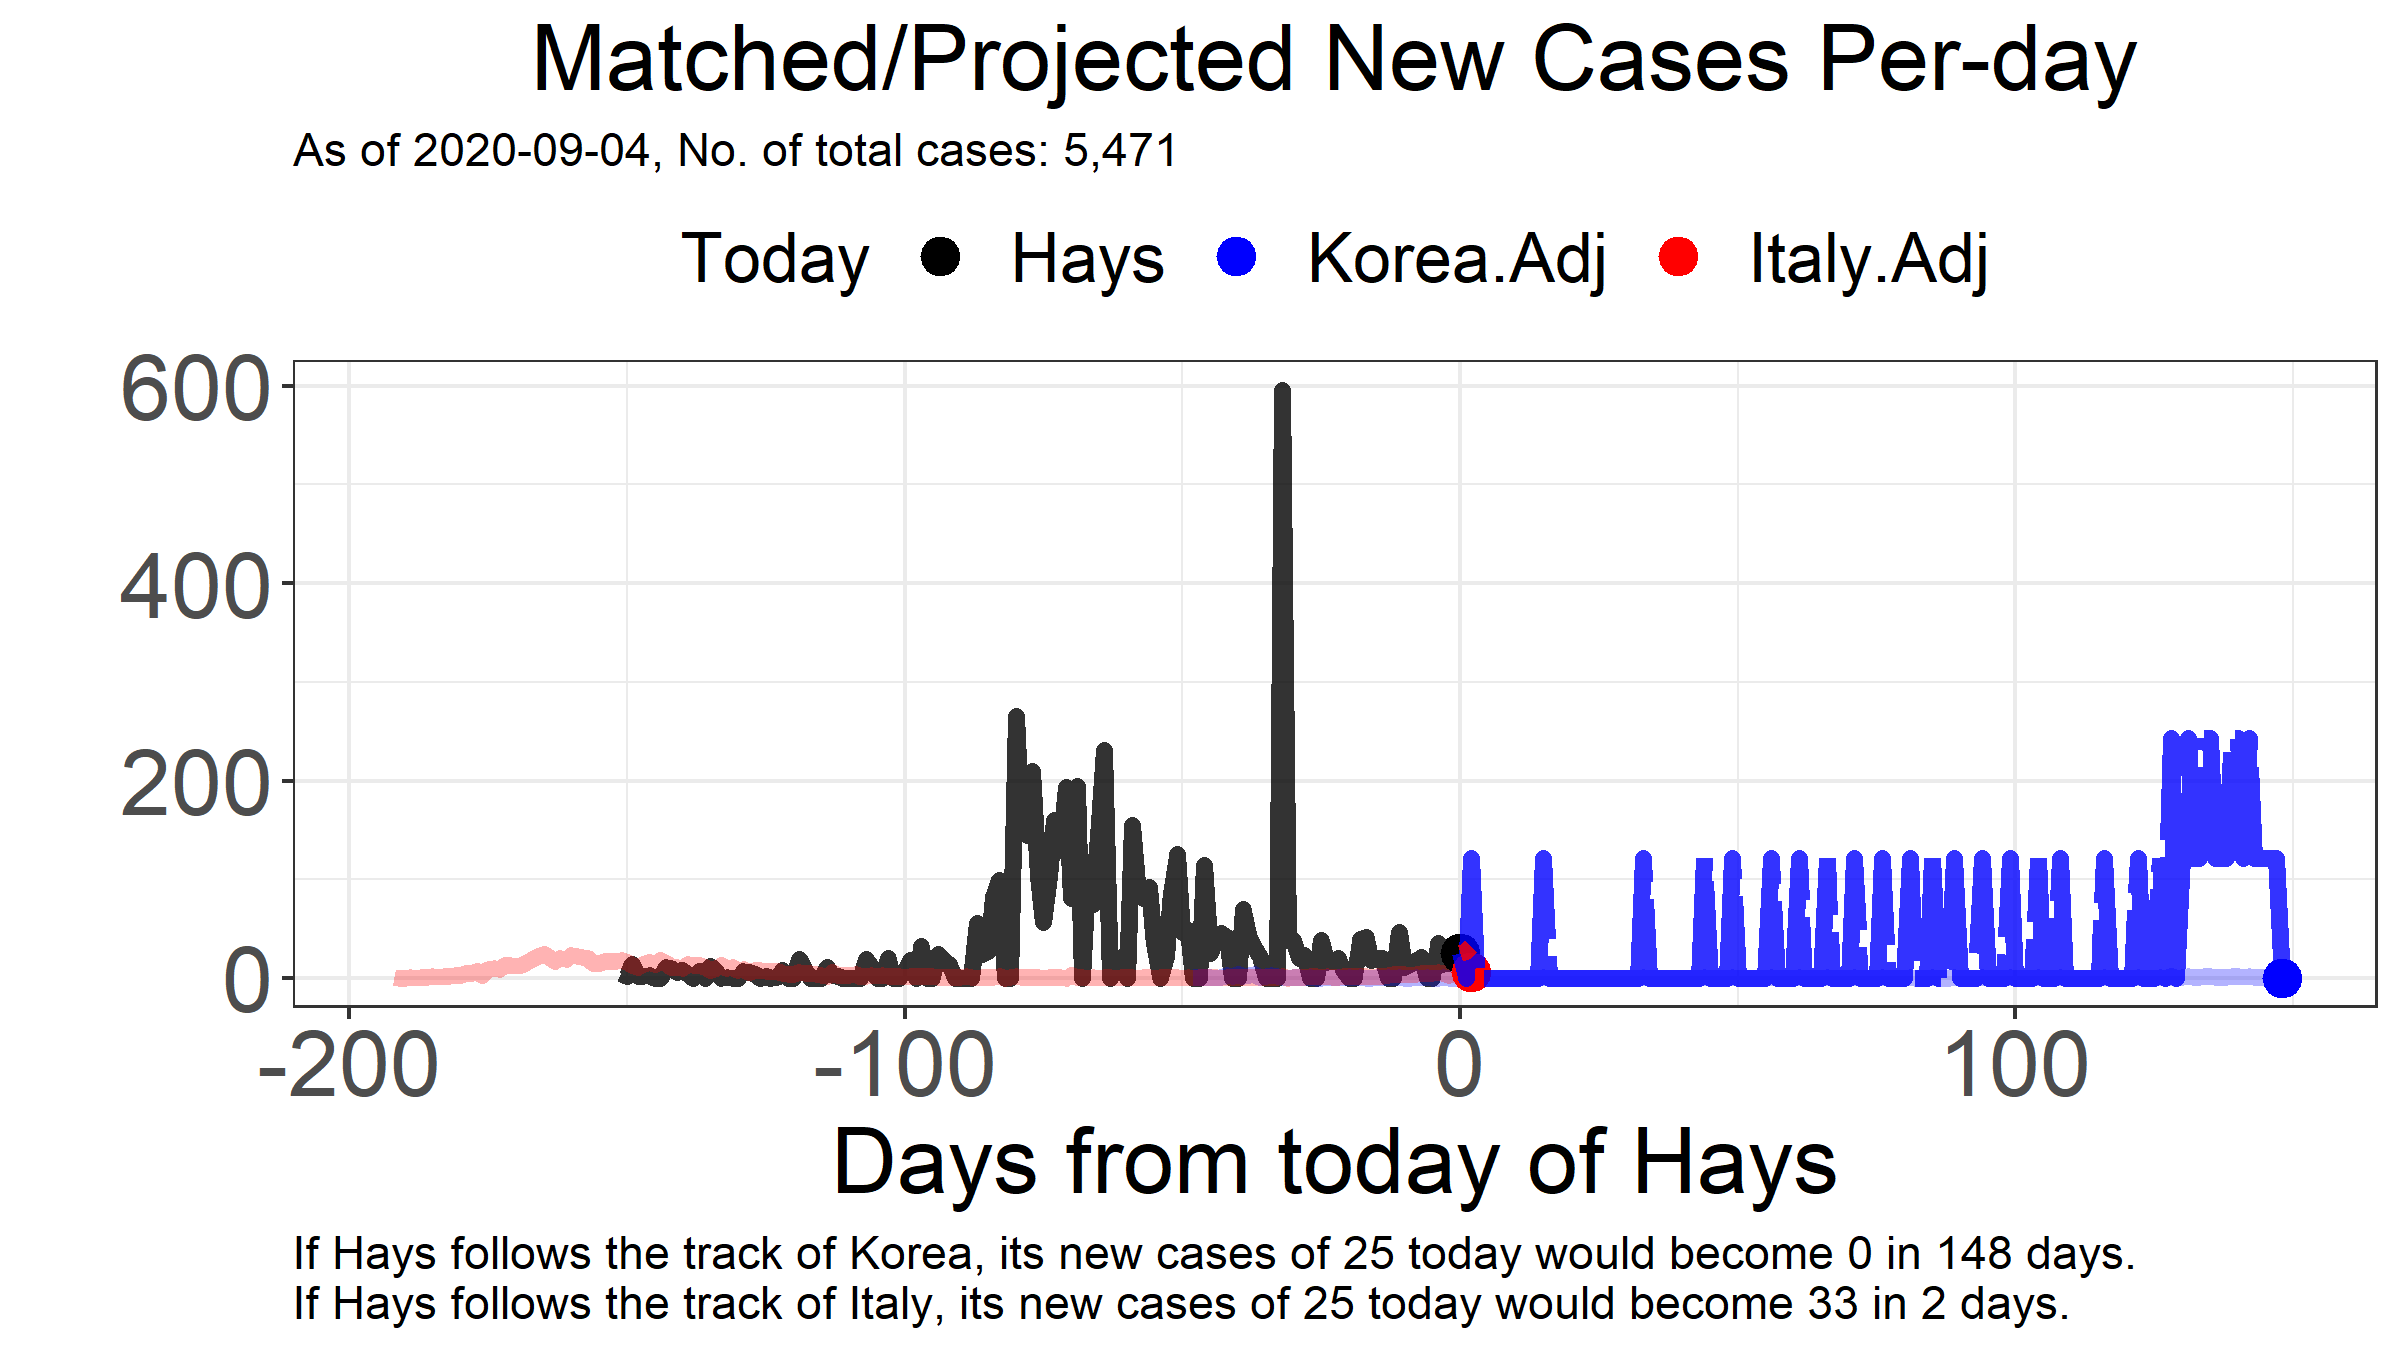 Matched/Projected New Cases Per-day
As of 2020-09-04, No. of total cases: 5,471
Today Hays Korea.Adj Italy.Adj
600
400
200
0
-200 -100 0 100
Days from today of Hays
If Hays follows the track of Korea, its new cases of 25 today would become 0 in 148 days.
If Hays follows the track of Italy, its new cases of 25 today would become 33 in 2 days.